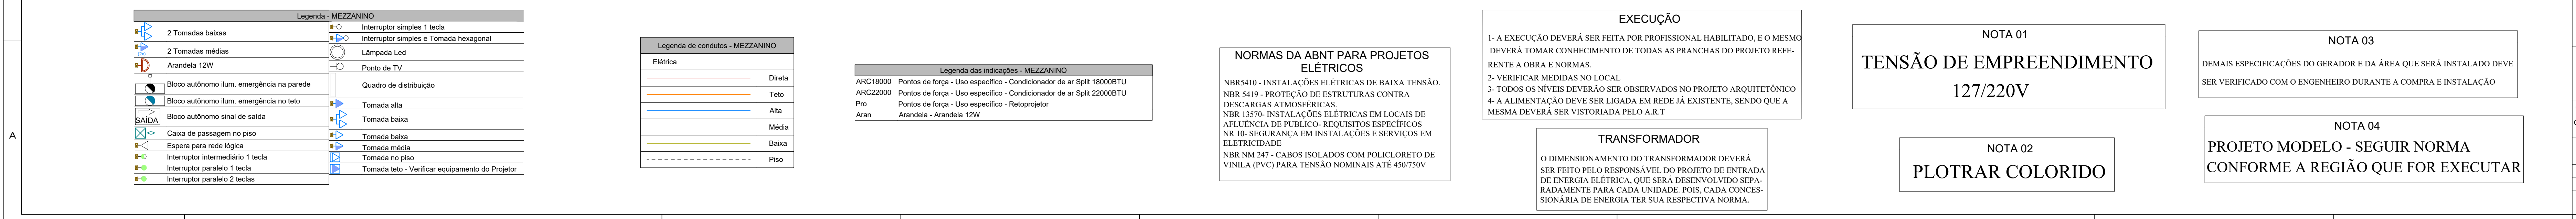 A
Legenda - MEZZANINO
2 Tomadas baixas
2 Tomadas médias
Arandela 12W
Bloco autônomo ilum. emergência na parede
Bloco autônomo ilum. emergência no teto
SAÍDA
Bloco autônomo sinal de saída
Caixa de passagem no piso
Espera para rede lógica
Interruptor intermediário 1 tecla
Interruptor paralelo 1 tecla
Interruptor paralelo 2 teclas
Interruptor simples 1 tecla
Interruptor simples e Tomada hexagonal
Lâmpada Led
Ponto de TV
Quadro de distribuição
Tomada alta
Tomada baixa
Tomada baixa
Tomada média
Tomada no piso
Tomada teto - Verificar equipamento do Projetor
Legenda de condutos - MEZZANINO
Elétrica
Direta
Teto
Alta
Média
Baixa
Piso
Legenda das indicações - MEZZANINO
ARC18000 Pontos de força - Uso específico - Condicionador de ar Split 18000BTU
ARC22000 Pontos de força - Uso específico - Condicionador de ar Split 22000BTU
Pro Pontos de força - Uso específico - Retoprojetor
Aran Arandela - Arandela 12W
NORMAS DA ABNT PARA PROJETOS
ELÉTRICOS
NBR5410 - INSTALAÇÕES ELÉTRICAS DE BAIXA TENSÃO.
NBR 5419 - PROTEÇÃO DE ESTRUTURAS CONTRA
DESCARGAS ATMOSFÉRICAS.
NBR 13570- INSTALAÇÕES ELÉTRICAS EM LOCAIS DE
AFLUÊNCIA DE PUBLICO- REQUISITOS ESPECÍFICOS
NR 10- SEGURANÇA EM INSTALAÇÕES E SERVIÇOS EM
ELETRICIDADE
NBR NM 247 - CABOS ISOLADOS COM POLICLORETO DE
VINILA (PVC) PARA TENSÃO NOMINAIS ATÉ 450/750V
EXECUÇÃO
1- A EXECUÇÃO DEVERÁ SER FEITA POR PROFISSIONAL HABILITADO, E O MESMO
DEVERÁ TOMAR CONHECIMENTO DE TODAS AS PRANCHAS DO PROJETO REFE-
RENTE A OBRA E NORMAS.
2- VERIFICAR MEDIDAS NO LOCAL
3- TODOS OS NÍVEIS DEVERÃO SER OBSERVADOS NO PROJETO ARQUITETÔNICO
4- A ALIMENTAÇÃO DEVE SER LIGADA EM REDE JÁ EXISTENTE, SENDO QUE A
MESMA DEVERÁ SER VISTORIADA PELO A.R.T
TRANSFORMADOR
O DIMENSIONAMENTO DO TRANSFORMADOR DEVERÁ
SER FEITO PELO RESPONSÁVEL DO PROJETO DE ENTRADA
DE ENERGIA ELÉTRICA, QUE SERÁ DESENVOLVIDO SEPA-
RADAMENTE PARA CADA UNIDADE. POIS, CADA CONCES-
SIONÁRIA DE ENERGIA TER SUA RESPECTIVA NORMA.
NOTA 01
TENSÃO DE EMPREENDIMENTO
127/220V
NOTA 02
PLOTRAR COLORIDO
NOTA 03
DEMAIS ESPECIFICAÇÕES DO GERADOR E DA ÁREA QUE SERÁ INSTALADO DEVE
SER VERIFICADO COM O ENGENHEIRO DURANTE A COMPRA E INSTALAÇÃO
NOTA 04
PROJETO MODELO - SEGUIR NORMA
CONFORME A REGIÃO QUE FOR EXECUTAR